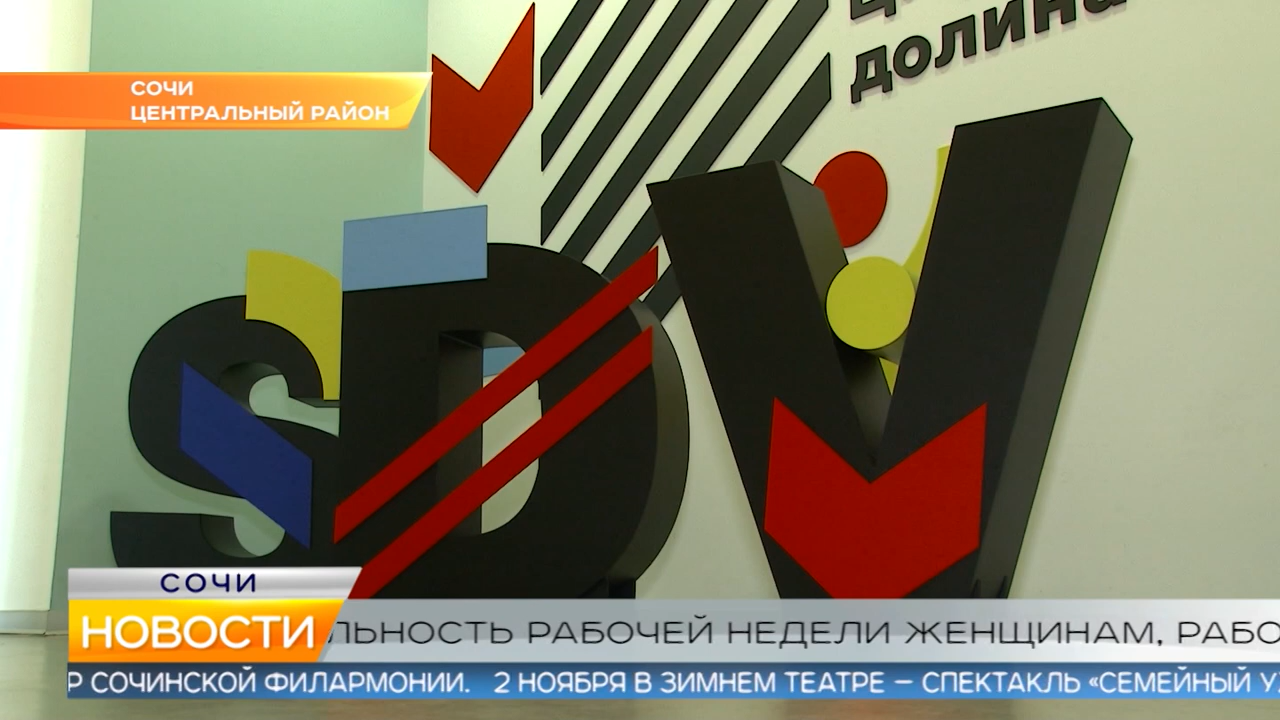 долина
СОЧИ
ЦЕНТРАЛЬНЫЙ РАЙОН
SDV
СОЧИ
НОВОСТИ
ЛЬНОСТЬ РАБОЧЕЙ НЕДЕЛИ ЖЕНЩИНАМ, РАБО
Р СОЧИНСКОЙ ФИЛАРМОНИИ. 2 НОЯБРЯ В ЗИМНЕМ ТЕАТРЕ – СПЕКТАКЛЬ «СЕМЕЙНЫЙ У